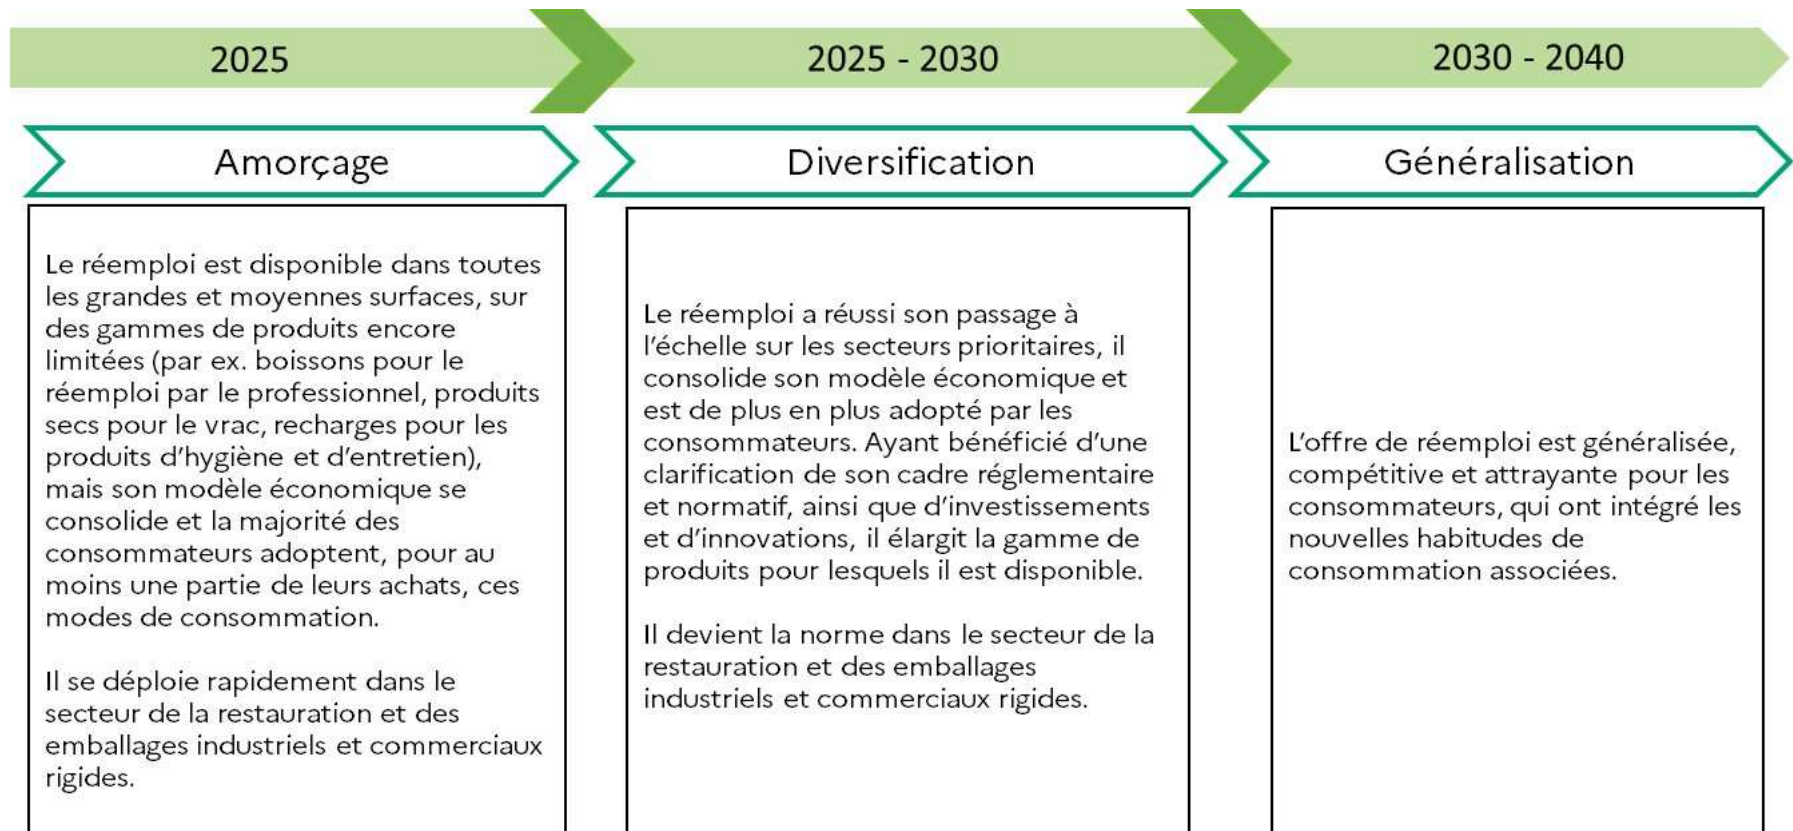 2025
2025 - 2030
2030 - 2040
Amorçage
Diversification
Généralisation
Le réemploi est disponible dans toutes
les grandes et moyennes surfaces, sur
des gammes de produits encore
limitées (par ex. boissons pour le
réemploi par le professionnel, produits
secs pour le vrac, recharges pour les
produits d’hygiène et d’entretien),
mais son modèle économique se
consolide et la majorité des
consommateurs adoptent, pour au
moins une partie de leurs achats, ces
modes de consommation.
Il se déploie rapidement dans le
secteur de la restauration et des
emballages industriels et commerciaux
rigides.
Le réemploi a réussi son passage à
l’échelle sur les secteurs prioritaires, il
consolide son modèle économique et
est de plus en plus adopté par les
consommateurs. Ayant bénéficié d’une
clarification de son cadre réglementaire
et normatif, ainsi que d’investissements
et d’innovations, il élargit la gamme de
produits pour lesquels il est disponible.
Il devient la norme dans le secteur de la
restauration et des emballages
industriels et commerciaux rigides.
L’offre de réemploi est généralisée,
compétitive et attrayante pour les
consommateurs, qui ont intégré les
nouvelles habitudes de
consommation associées.